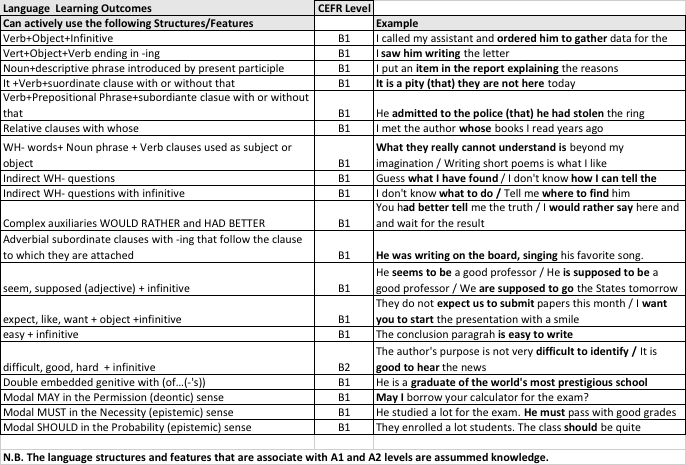 Language Learning Outcomes CEFR Level
Can actively use the following Structures/Features Example
Verb+Object+Infinitive B1 I called my assistant and ordered him to gather data for the
Vert+Object+Verb ending in -ing B1 I saw him writing the letter
Noun+descriptive phrase introduced by present participle B1 I put an item in the report explaining the reasons
It +Verb+suordinate clause with or without that B1 It is a pity (that) they are not here today
Verb+Prepositional Phrase+subordiante clasue with or without
that B1 He admitted to the police (that) he had stolen the ring
Relative clauses with whose B1 I met the author whose books I read years ago
WH- words+ Noun phrase + Verb clauses used as subject or What they really cannot understand is beyond my
object B1 imagination / Writing short poems is what I like
Indirect WH- questions B1 Guess what I have found / I don't know how I can tell the
Indirect WH- questions with infinitive B1 I don't know what to do / Tell me where to find him
You had better tell me the truth / I would rather say here and
Complex auxiliaries WOULD RATHER and HAD BETTER B1 and wait for the result
Adverbial subordinate clauses with -ing that follow the clause
to which they are attached B1 He was writing on the board, singing his favorite song.
He seems to be a good professor / He is supposed to be a
seem, supposed (adjective) + infinitive B1 good professor / We are supposed to go the States tomorrow
They do not expect us to submit papers this month / I want
expect, like, want + object +infinitive B1 you to start the presentation with a smile
easy + infinitive B1 The conclusion paragrah is easy to write
The author's purpose is not very difficult to identify / It is
difficult, good, hard + infinitive B2 good to hear the news
Double embedded genitive with (of...(-'s)) B1 He is a graduate of the world's most prestigious school
Modal MAY in the Permission (deontic) sense B1 May I borrow your calculator for the exam?
Modal MUST in the Necessity (epistemic) sense B1 He studied a lot for the exam. He must pass with good grades
Modal SHOULD in the Probability (epistemic) sense B1 They enrolled a lot students. The class should be quite
N.B. The language structures and features that are associate with A1 and A2 levels are assummed knowledge.